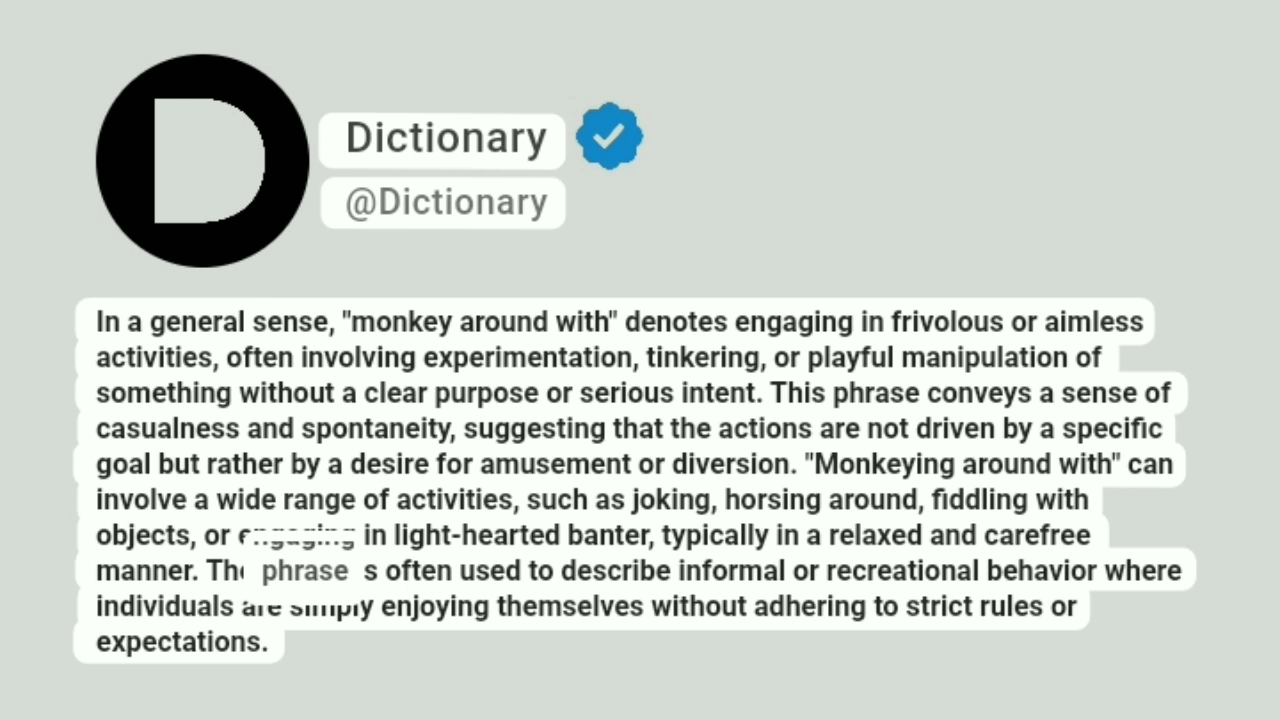 D
Dictionary
@Dictionary
In a general sense, "monkey around with" denotes engaging in frivolous or aimless
activities, often involving experimentation, tinkering, or playful manipulation of
something without a clear purpose or serious intent. This phrase conveys a sense of
casualness and spontaneity, suggesting that the actions are not driven by a specific
goal but rather by a desire for amusement or diversion. "Monkeying around with" can
involve a wide range of activities, such as joking, horsing around, fiddling with
objects, or engaging in light-hearted banter, typically in a relaxed and carefree
manner. The phrase s often used to describe informal or recreational behavior where
individuals are simply enjoying themselves without adhering to strict rules or
expectations.